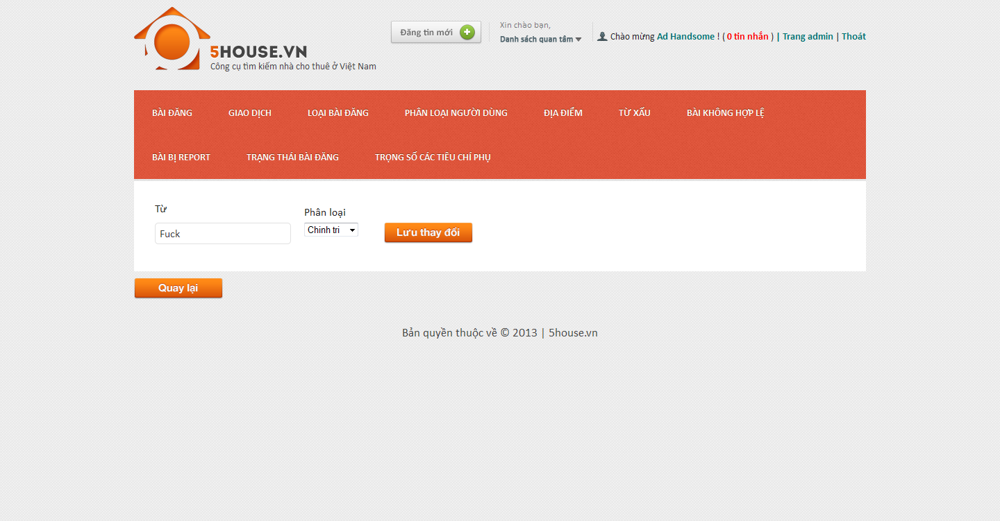 Đăng tin mới
Xin chào bạn,
Danh sách quan tâm
Chào mừng Ad Handsome ! ( 0 tin nhắn ) | Trang admin | Thoát
5HOUSE.VN
Công cụ tìm kiếm nhà cho thuê ở Việt Nam
BÀI ĐĂNG GIAO DỊCH LOẠI BÀI ĐĂNG PHÂN LOẠI NGƯỜI DÙNG ĐỊA ĐIỂM TỪ XẤU BÀI KHÔNG HỢP LỆ
BÀI BỊ REPORT TRẠNG THÁI BÀI ĐĂNG TRỌNG SỐ CÁC TIÊU CHÍ PHỤ
Từ
Phân loại
Fuck
Chinh tri
Lưu thay đổi
Quay lại
Bản quyền thuộc về © 2013 | 5house.vn